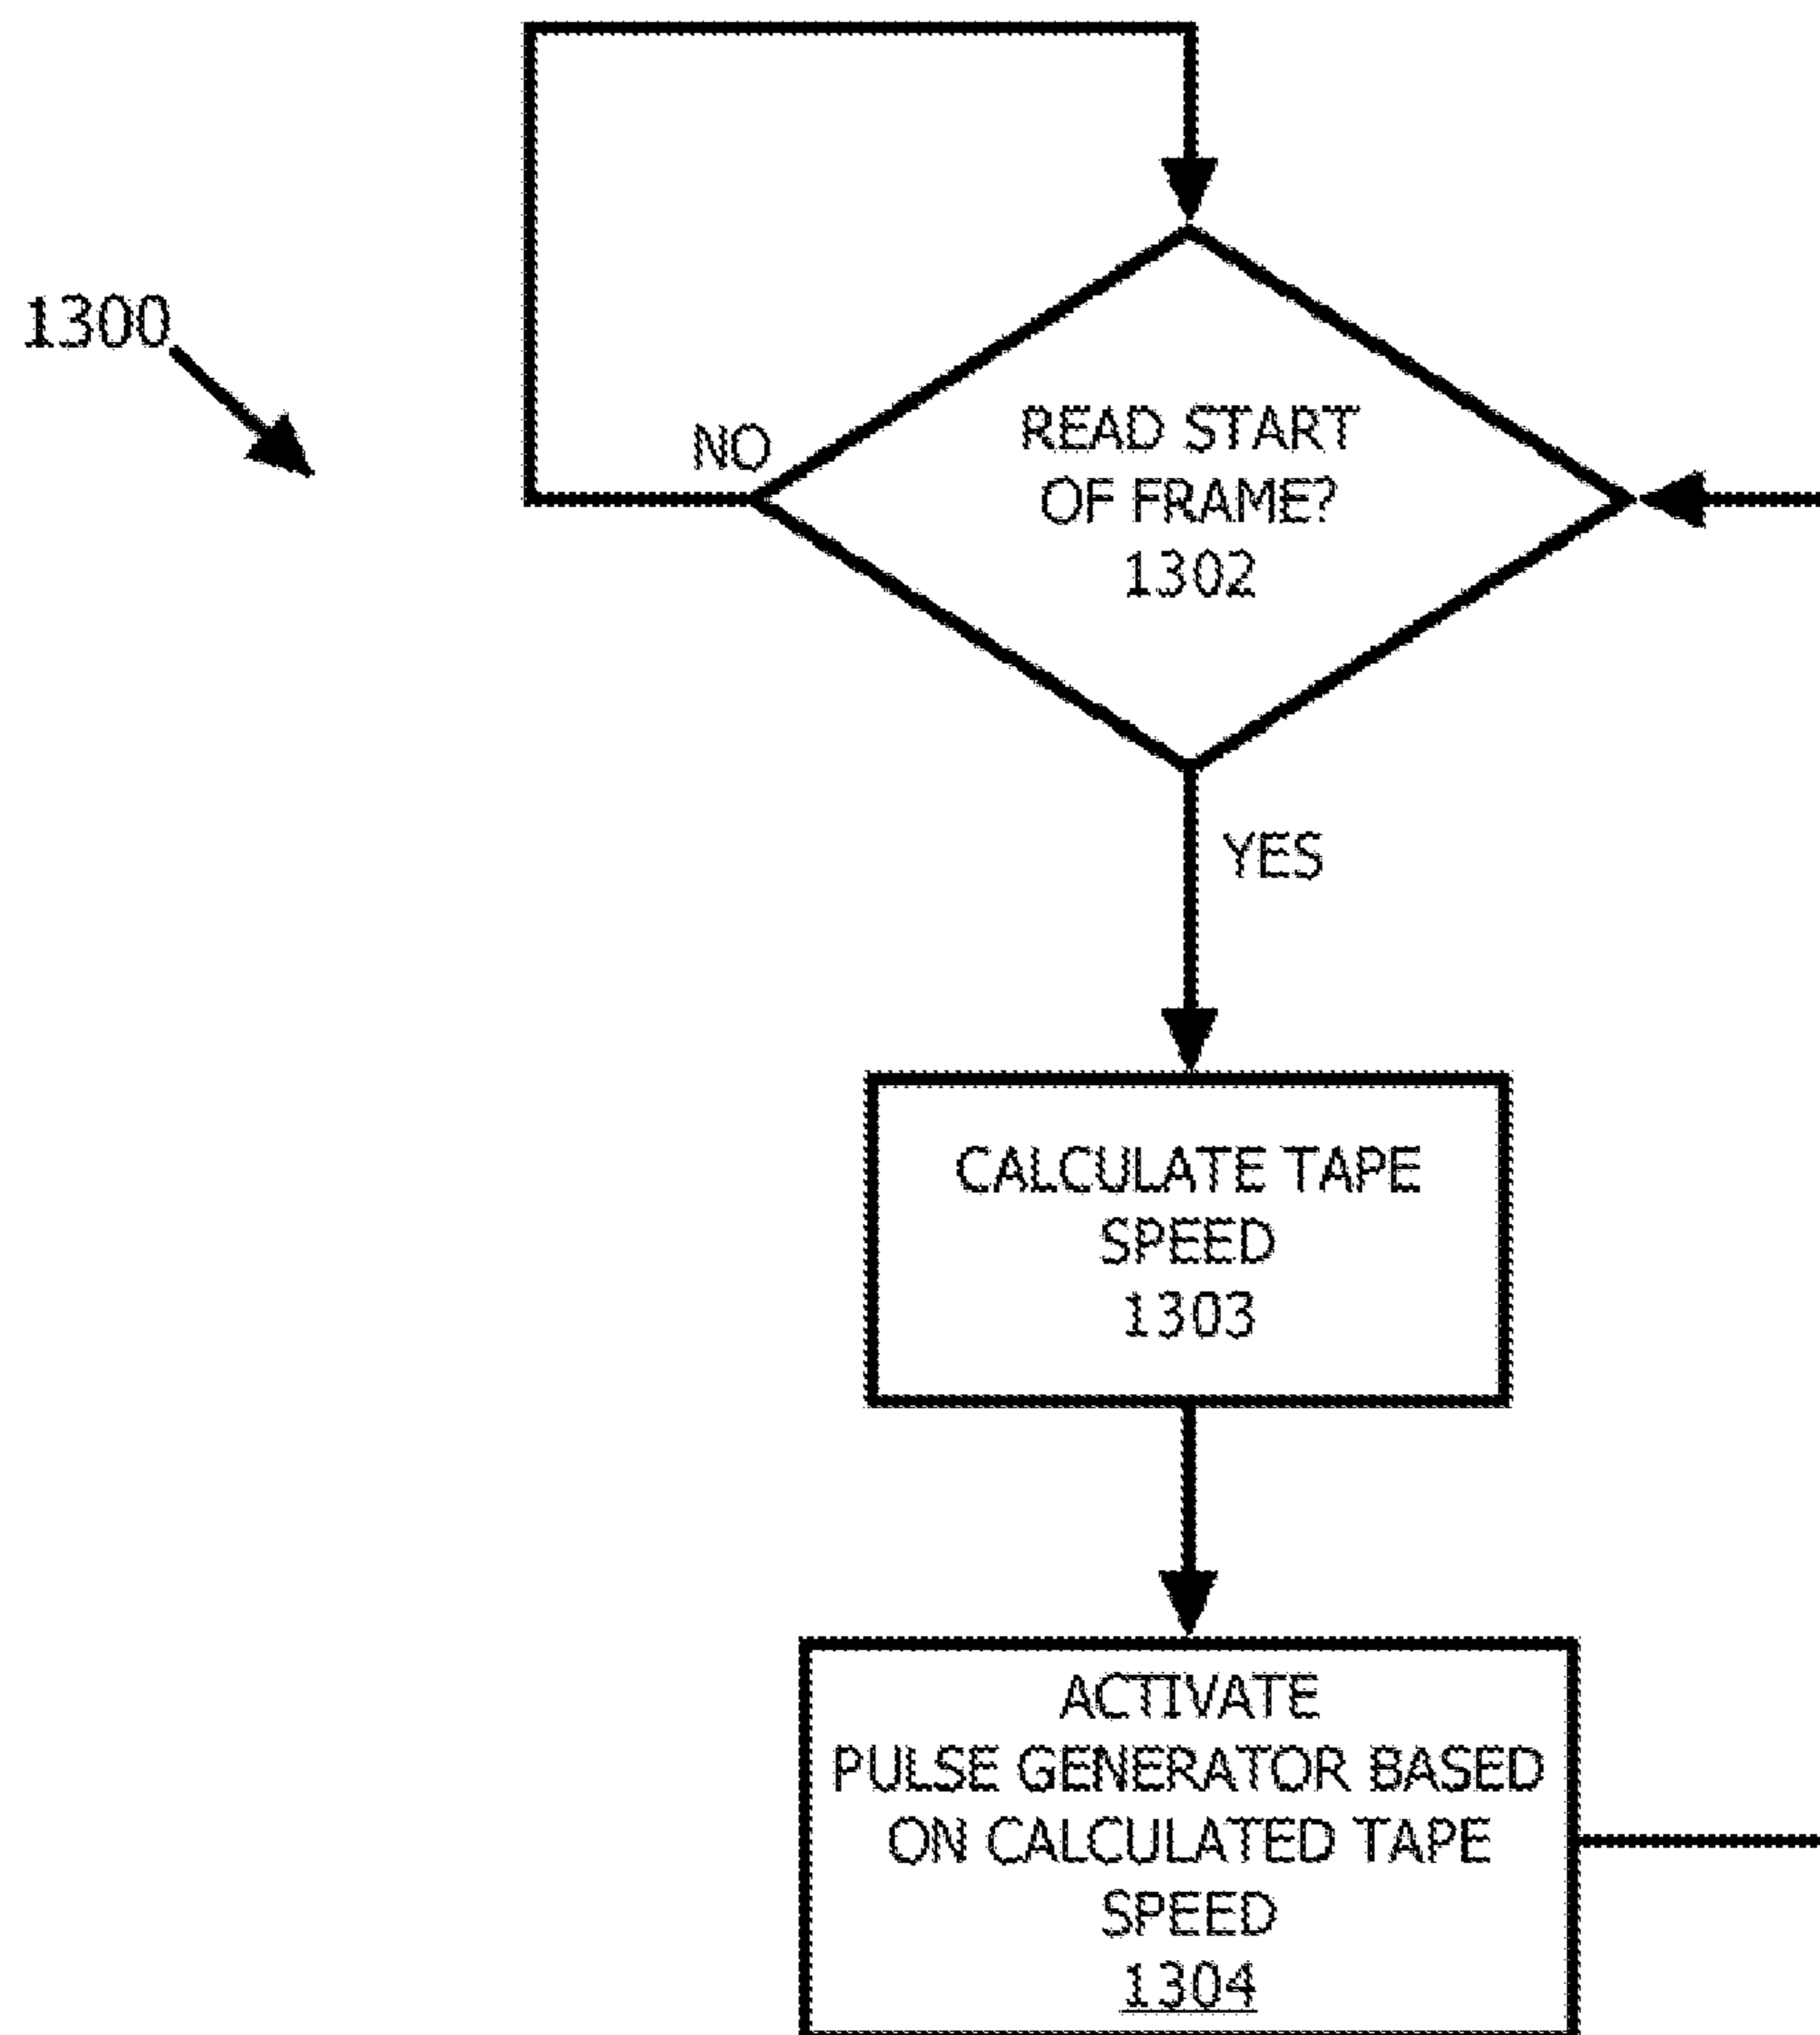 1300
READ START
OF FRAME?
1302
NO
YES
CALCULATE TAPE
SPEED
1303
ACTIVATE
PULSE GENERATOR BASED
ON CALCULATED TAPE
SPEED
1304